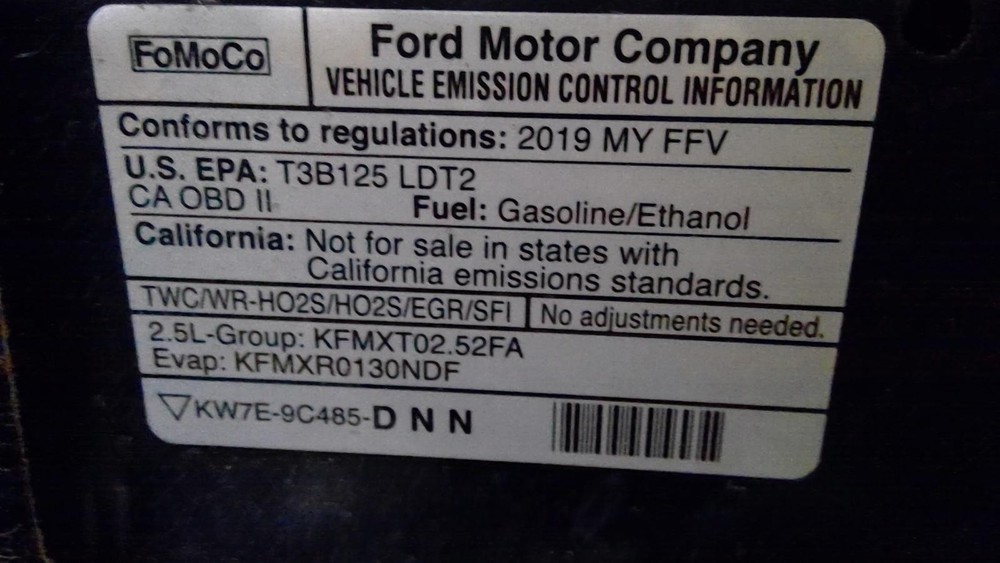 FoMoCo
Ford Motor Company
VEHICLE EMISSION CONTROL INFORMATION
Conforms to regulations: 2019 MY FFV
U.S. EPA: T3B125 LDT2
CA OBD II
Fuel: Gasoline/Ethanol
California: Not for sale in states with
California emissions standards.
TWC/WR-HO2S/HO2S/EGR/SFI
No adjustments needed.
2.5L-Group: KFMXT02.52FA
Evap: KFMXR0130NDF
▽KW7E-9C485-D N N